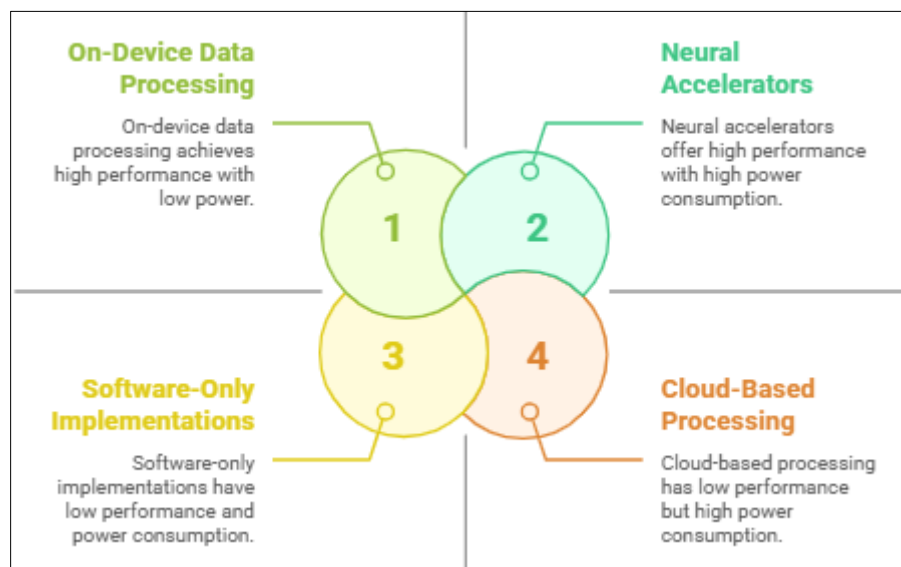 On-Device Data
Processing
On-device data
processing achieves
high performance with
low power.
1
Neural
Accelerators
Neural accelerators
offer high performance
with high power
consumption.
2
Software-Only
Implementations
Software-only
implementations have
low performance and
power consumption.
3
Cloud-Based
Processing
Cloud-based processing
has low performance
but high power
consumption.
4